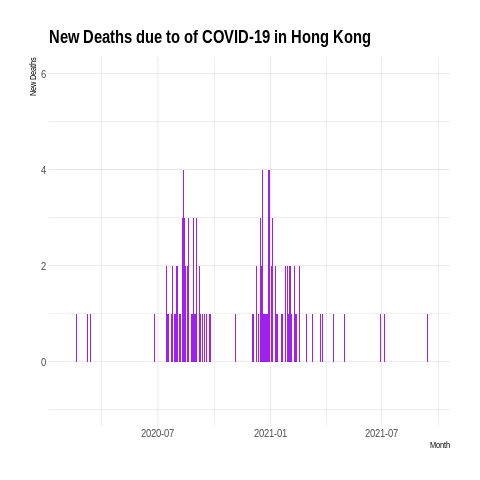 New Deaths due to of COVID-19 in Hong Kong
New Deaths
6
4
2
0
2020-07 2021-01 2021-07
Month